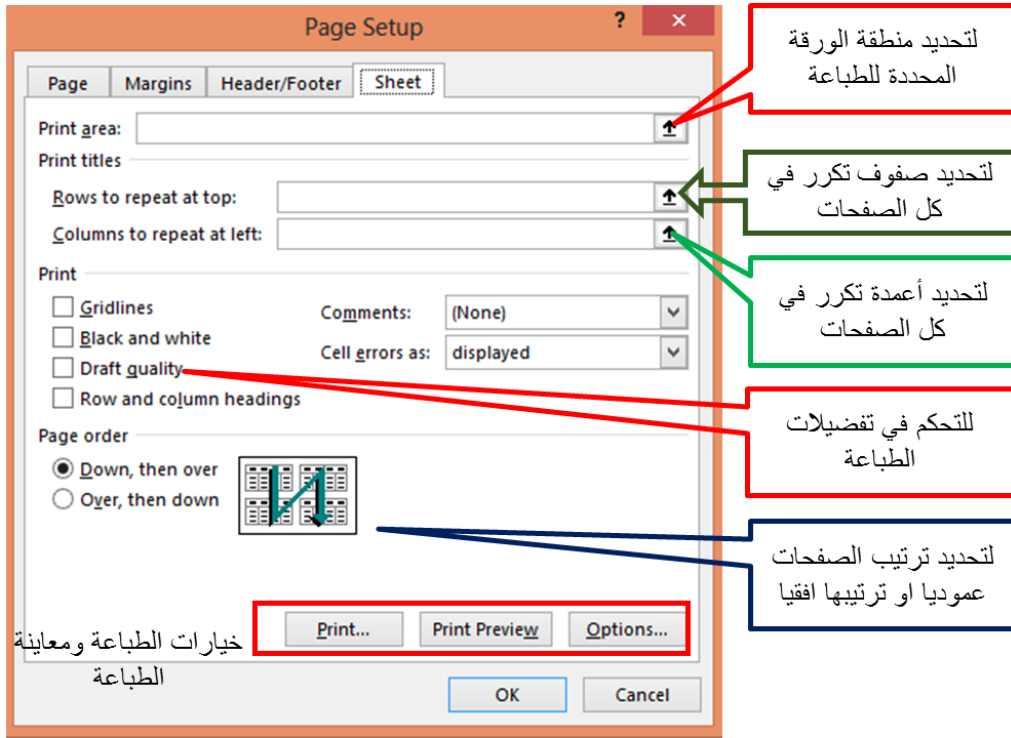 Page Setup
?
×
Page
Margins
Header/Footer
Sheet
Print area:
Print titles
Rows to repeat at top:
Columns to repeat at left:
Print
Gridlines
Black and white
Draft quality
Row and column headings
Comments:
(None)
Cell errors as:
displayed
Page order
Down, then over
Over, then down
Print...
Print Preview
Options...
OK
Cancel
لتحديد منطقة الورقة
المحددة للطباعة
لتحديد صفوف تكرر في
كل الصفحات
لتحديد أعمدة تكرر في
كل الصفحات
للتحكم في تفضيلات
الطباعة
لتحديد ترتيب الصفحات
عموديا او ترتيبها افقيا
خيارات الطباعة ومعاينة
الطباعة